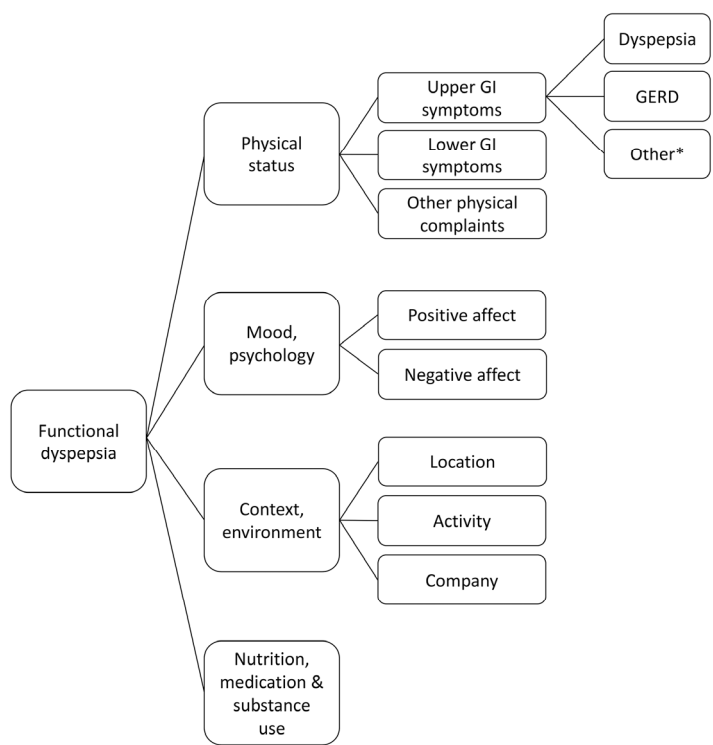 Functional
dyspepsia
Physical
status
Upper GI
symptoms
Dyspepsia
GERD
Other*
Lower GI
symptoms
Other physical
complaints
Mood,
psychology
Positive affect
Negative affect
Context,
environment
Location
Activity
Company
Nutrition,
medication &
substance
use